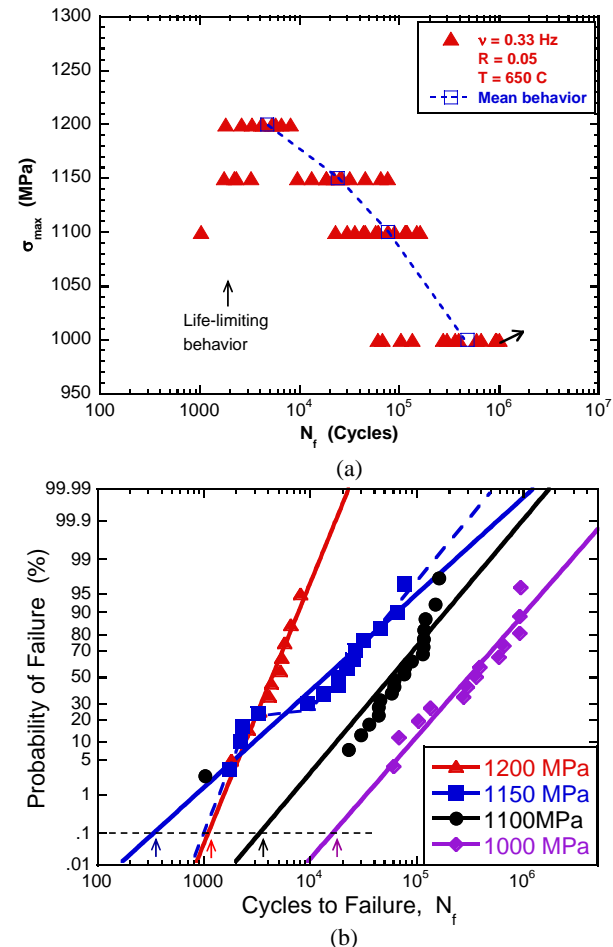 (a)
1300
1250
1200
1150
1100
1050
1000
950
σmax (MPa)
ν = 0.33 Hz
R = 0.05
T = 650 C
Mean behavior
Life-limiting
behavior
100 1000 10^4 10^5 10^6 10^7
N_f (Cycles)
(a)
99.99
99.9
99
95
90
80
70
50
30
20
10
5
1
.1
.01
Probability of Failure (%)
1200 MPa
1150 MPa
1100MPa
1000 MPa
100 1000 10^4 10^5 10^6
Cycles to Failure, N_f
(b)